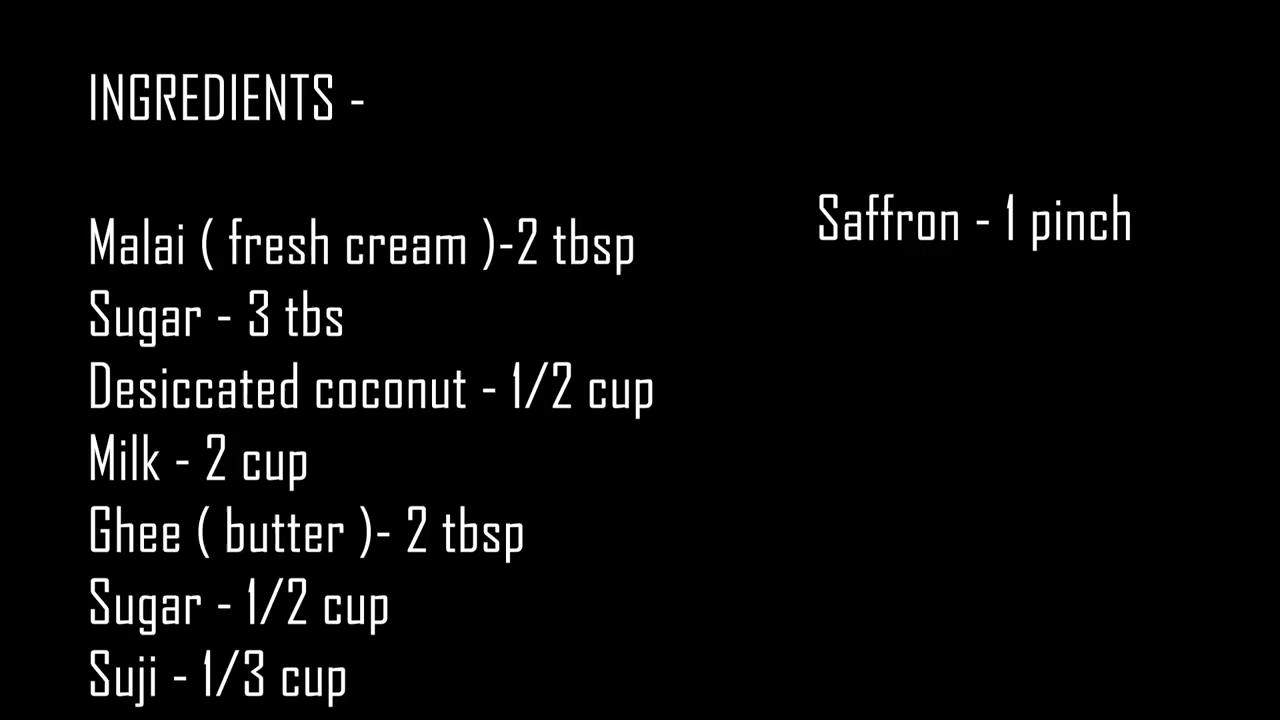 INGREDIENTS -
Malai ( fresh cream )-2 tbsp
Sugar - 3 tbs
Desiccated coconut - 1/2 cup
Milk - 2 cup
Ghee ( butter )- 2 tbsp
Sugar - 1/2 cup
Suji - 1/3 cup
Saffron - 1 pinch